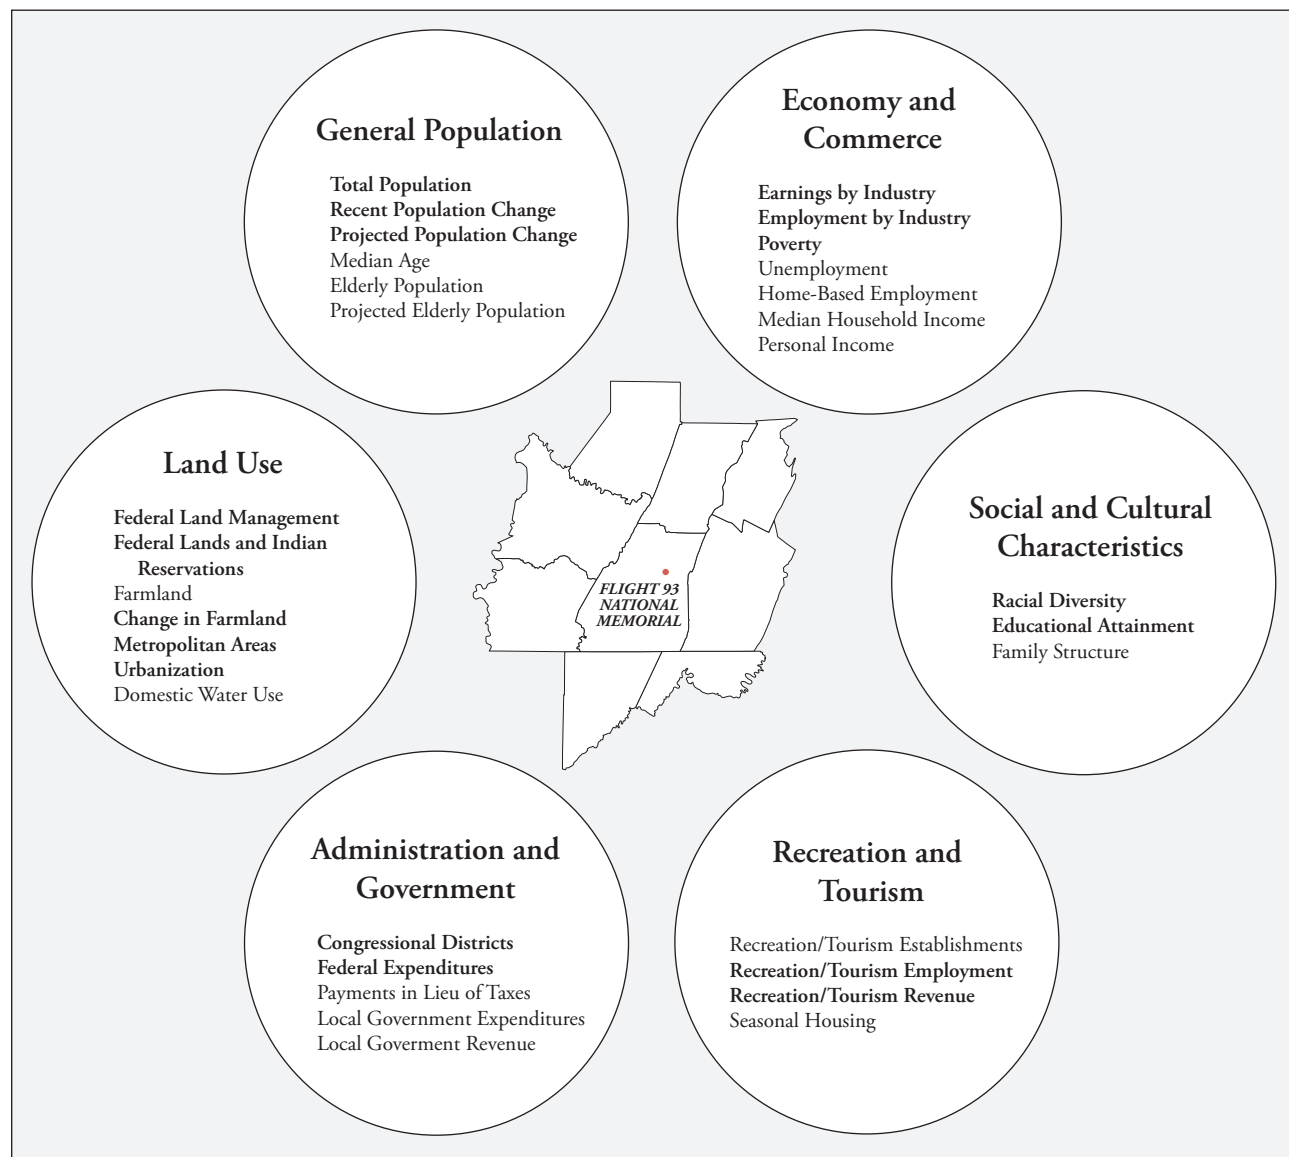 General Population
Total Population
Recent Population Change
Projected Population Change
Median Age
Elderly Population
Projected Elderly Population
Economy and
Commerce
Earnings by Industry
Employment by Industry
Poverty
Unemployment
Home-Based Employment
Median Household Income
Personal Income
Land Use
Federal Land Management
Federal Lands and Indian
Reservations
Farmland
Change in Farmland
Metropolitan Areas
Urbanization
Domestic Water Use
FLIGHT 93
NATIONAL
MEMORIAL
Social and Cultural
Characteristics
Racial Diversity
Educational Attainment
Family Structure
Administration and
Government
Congressional Districts
Federal Expenditures
Payments in Lieu of Taxes
Local Government Expenditures
Local Goverment Revenue
Recreation and
Tourism
Recreation/Tourism Establishments
Recreation/Tourism Employment
Recreation/Tourism Revenue
Seasonal Housing